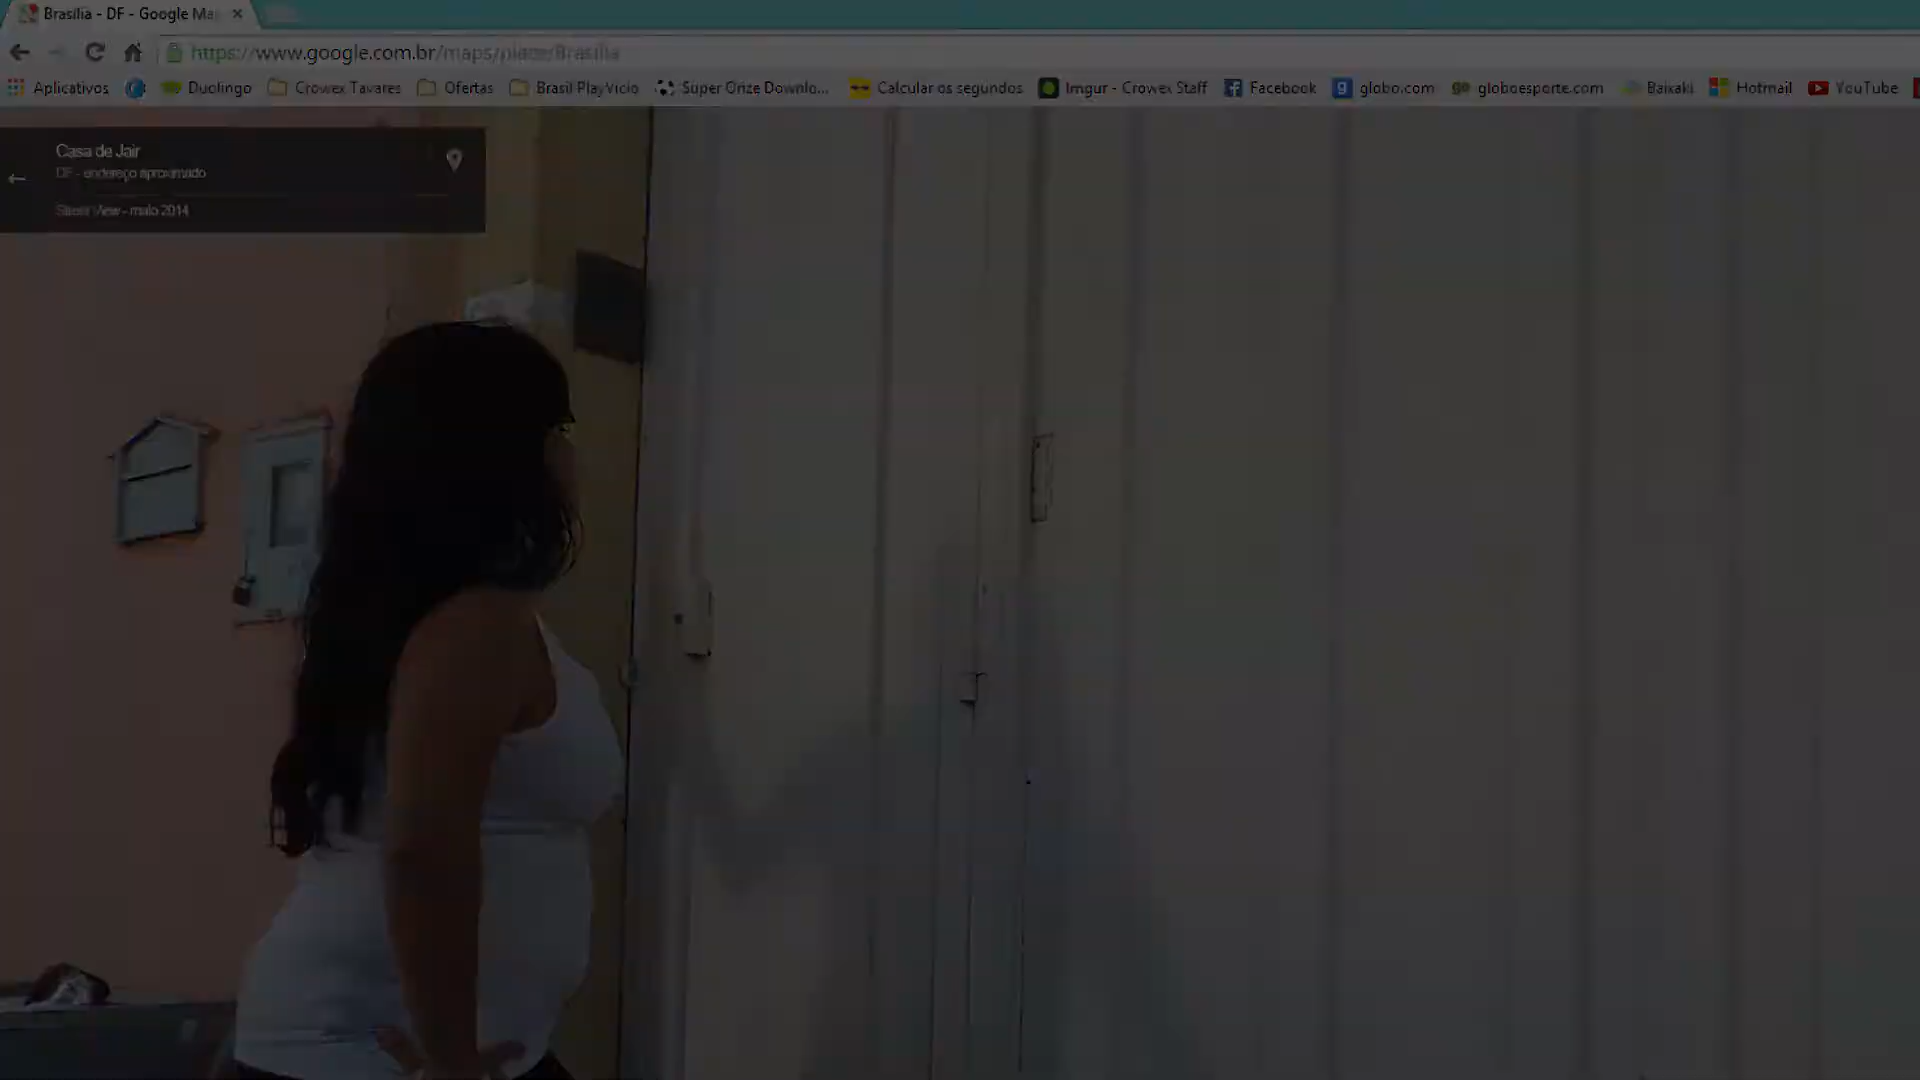 Brasília - DF - Google Ma
https://www.google.com.br/maps/place/Brasília
Aplicativos
Duolingo
Crowex Tavares
Ofertas
Brasil PlayVicio
Super Onze Downlo...
Calcular os segundos
Imgur - Crowex Staff
Facebook
globo.com
globoesporte.com
Baixaki
Hotmail
YouTube
Casa de Jair
DF - endereço aproximado
Street View - maio 2014